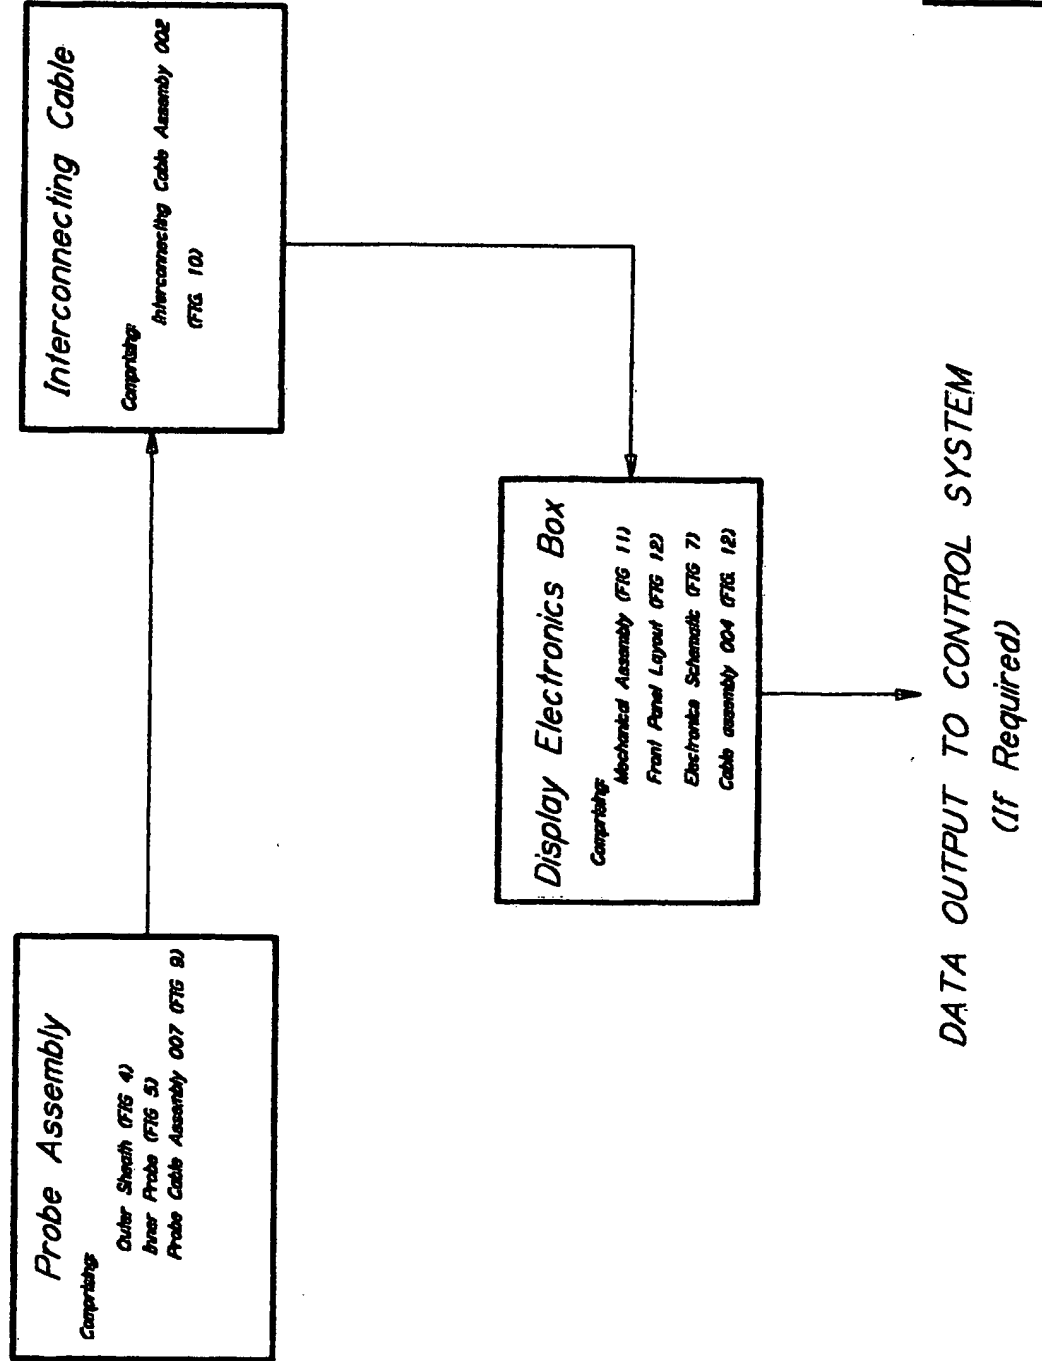 Probe Assembly
Comprising:
Outer Sheath (FIG 4)
Inner Probe (FIG 5)
Probe Cable Assembly 007 (FIG 9)
Interconnecting Cable
Comprising:
Interconnecting Cable Assemby 002
(FIG. 10)
Display Electronics Box
Comprising:
Mechanical Assembly (FIG 11)
Front Panel Layout (FIG 12)
Electronics Schematic (FIG 7)
Cable assembly 004 (FIG. 12)
DATA OUTPUT TO CONTROL SYSTEM
(If Required)